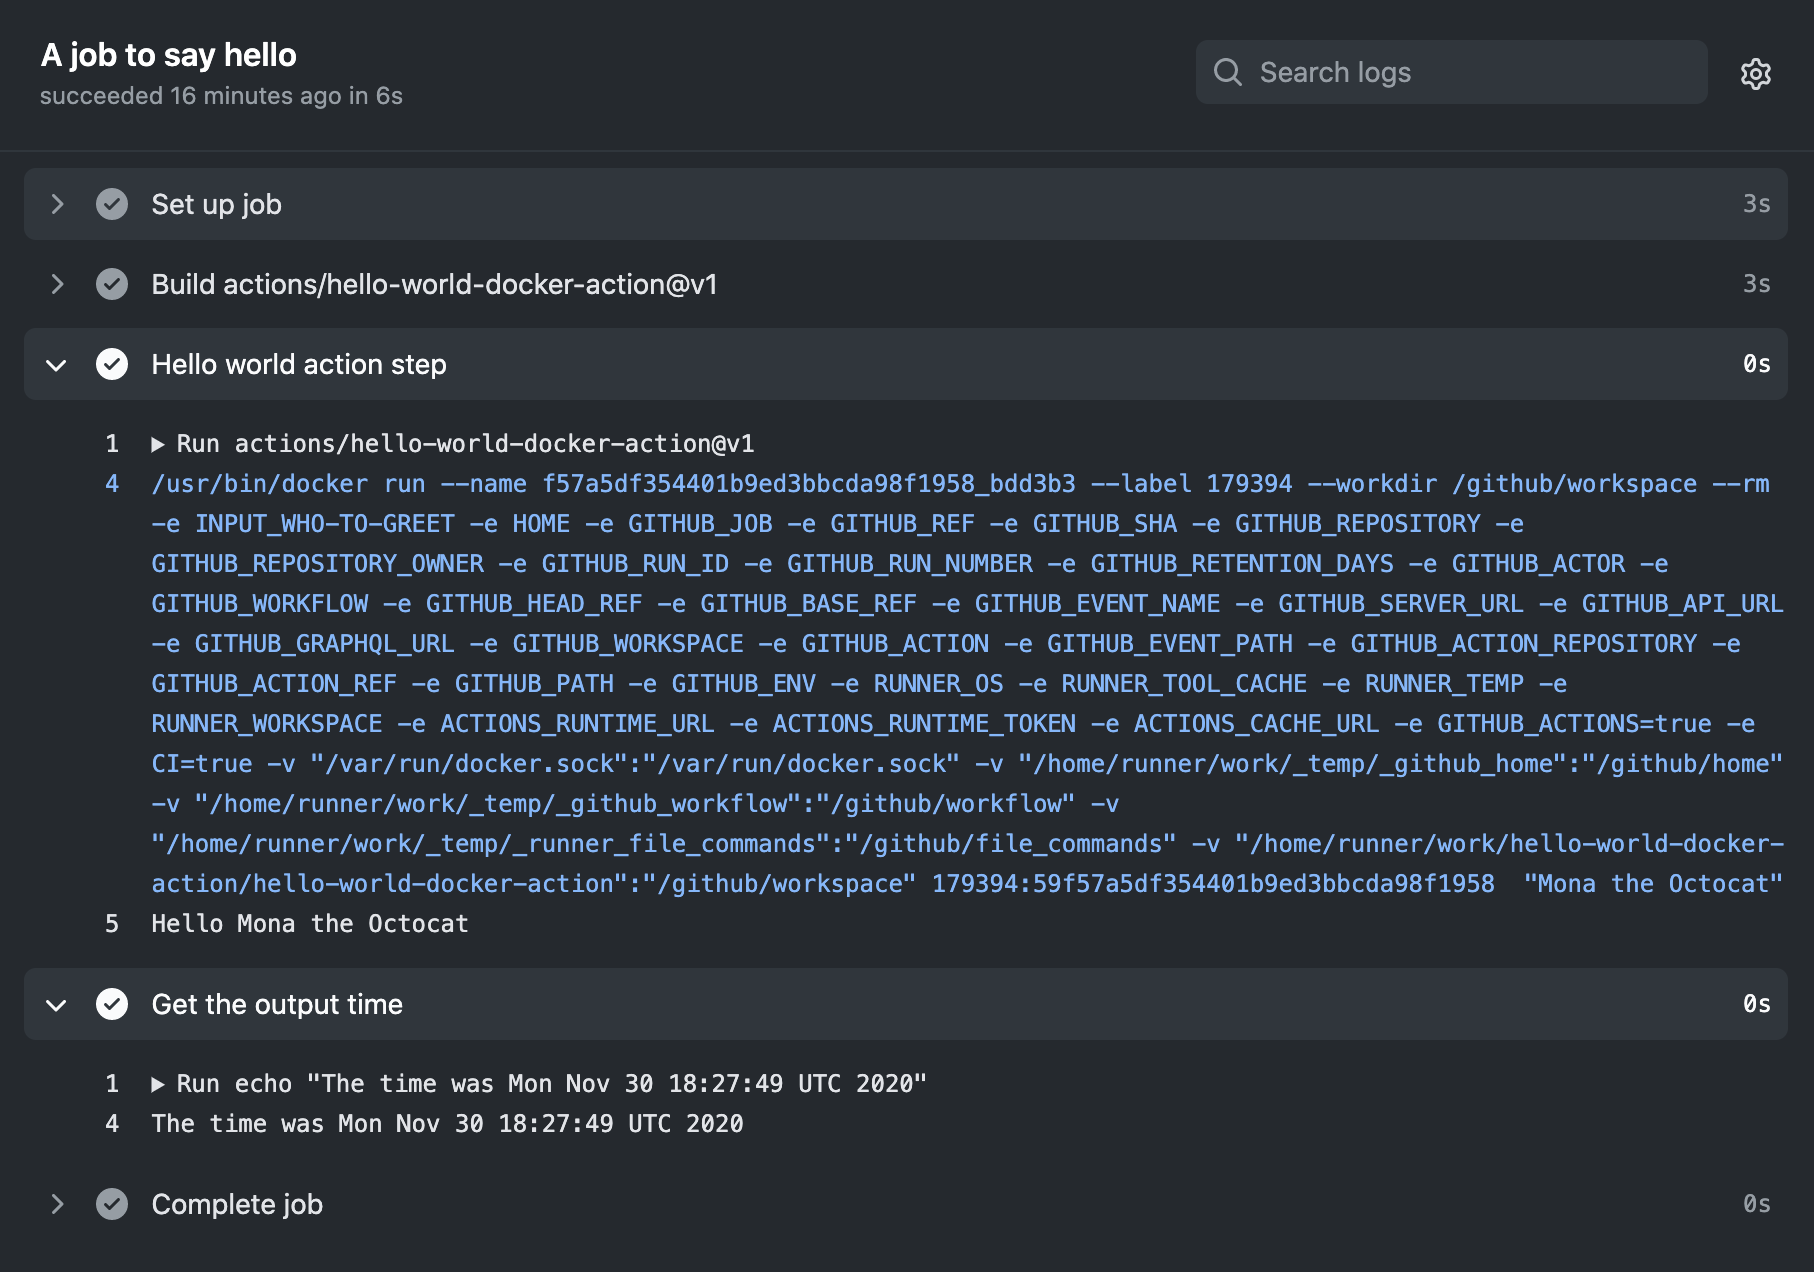 A job to say hello
succeeded 16 minutes ago in 6s
Search logs
Set up job 3s
Build actions/hello-world-docker-action@v1 3s
Hello world action step 0s
1 ▶ Run actions/hello-world-docker-action@v1
4 /usr/bin/docker run --name f57a5df354401b9ed3bbcda98f1958_bdd3b3 --label 179394 --workdir /github/workspace --rm
-e INPUT_WHO-TO-GREET -e HOME -e GITHUB_JOB -e GITHUB_REF -e GITHUB_SHA -e GITHUB_REPOSITORY -e
GITHUB_REPOSITORY_OWNER -e GITHUB_RUN_ID -e GITHUB_RUN_NUMBER -e GITHUB_RETENTION_DAYS -e GITHUB_ACTOR -e
GITHUB_WORKFLOW -e GITHUB_HEAD_REF -e GITHUB_BASE_REF -e GITHUB_EVENT_NAME -e GITHUB_SERVER_URL -e GITHUB_API_URL
-e GITHUB_GRAPHQL_URL -e GITHUB_WORKSPACE -e GITHUB_ACTION -e GITHUB_EVENT_PATH -e GITHUB_ACTION_REPOSITORY -e
GITHUB_ACTION_REF -e GITHUB_PATH -e GITHUB_ENV -e RUNNER_OS -e RUNNER_TOOL_CACHE -e RUNNER_TEMP -e
RUNNER_WORKSPACE -e ACTIONS_RUNTIME_URL -e ACTIONS_RUNTIME_TOKEN -e ACTIONS_CACHE_URL -e GITHUB_ACTIONS=true -e
CI=true -v "/var/run/docker.sock":"/var/run/docker.sock" -v "/home/runner/work/_temp/_github_home":"/github/home"
-v "/home/runner/work/_temp/_github_workflow":"/github/workflow" -v
"/home/runner/work/_temp/_runner_file_commands":"/github/file_commands" -v "/home/runner/work/hello-world-docker-
action/hello-world-docker-action":"/github/workspace" 179394:59f57a5df354401b9ed3bbcda98f1958  "Mona the Octocat"
5 Hello Mona the Octocat
Get the output time 0s
1 ▶ Run echo "The time was Mon Nov 30 18:27:49 UTC 2020"
4 The time was Mon Nov 30 18:27:49 UTC 2020
Complete job 0s